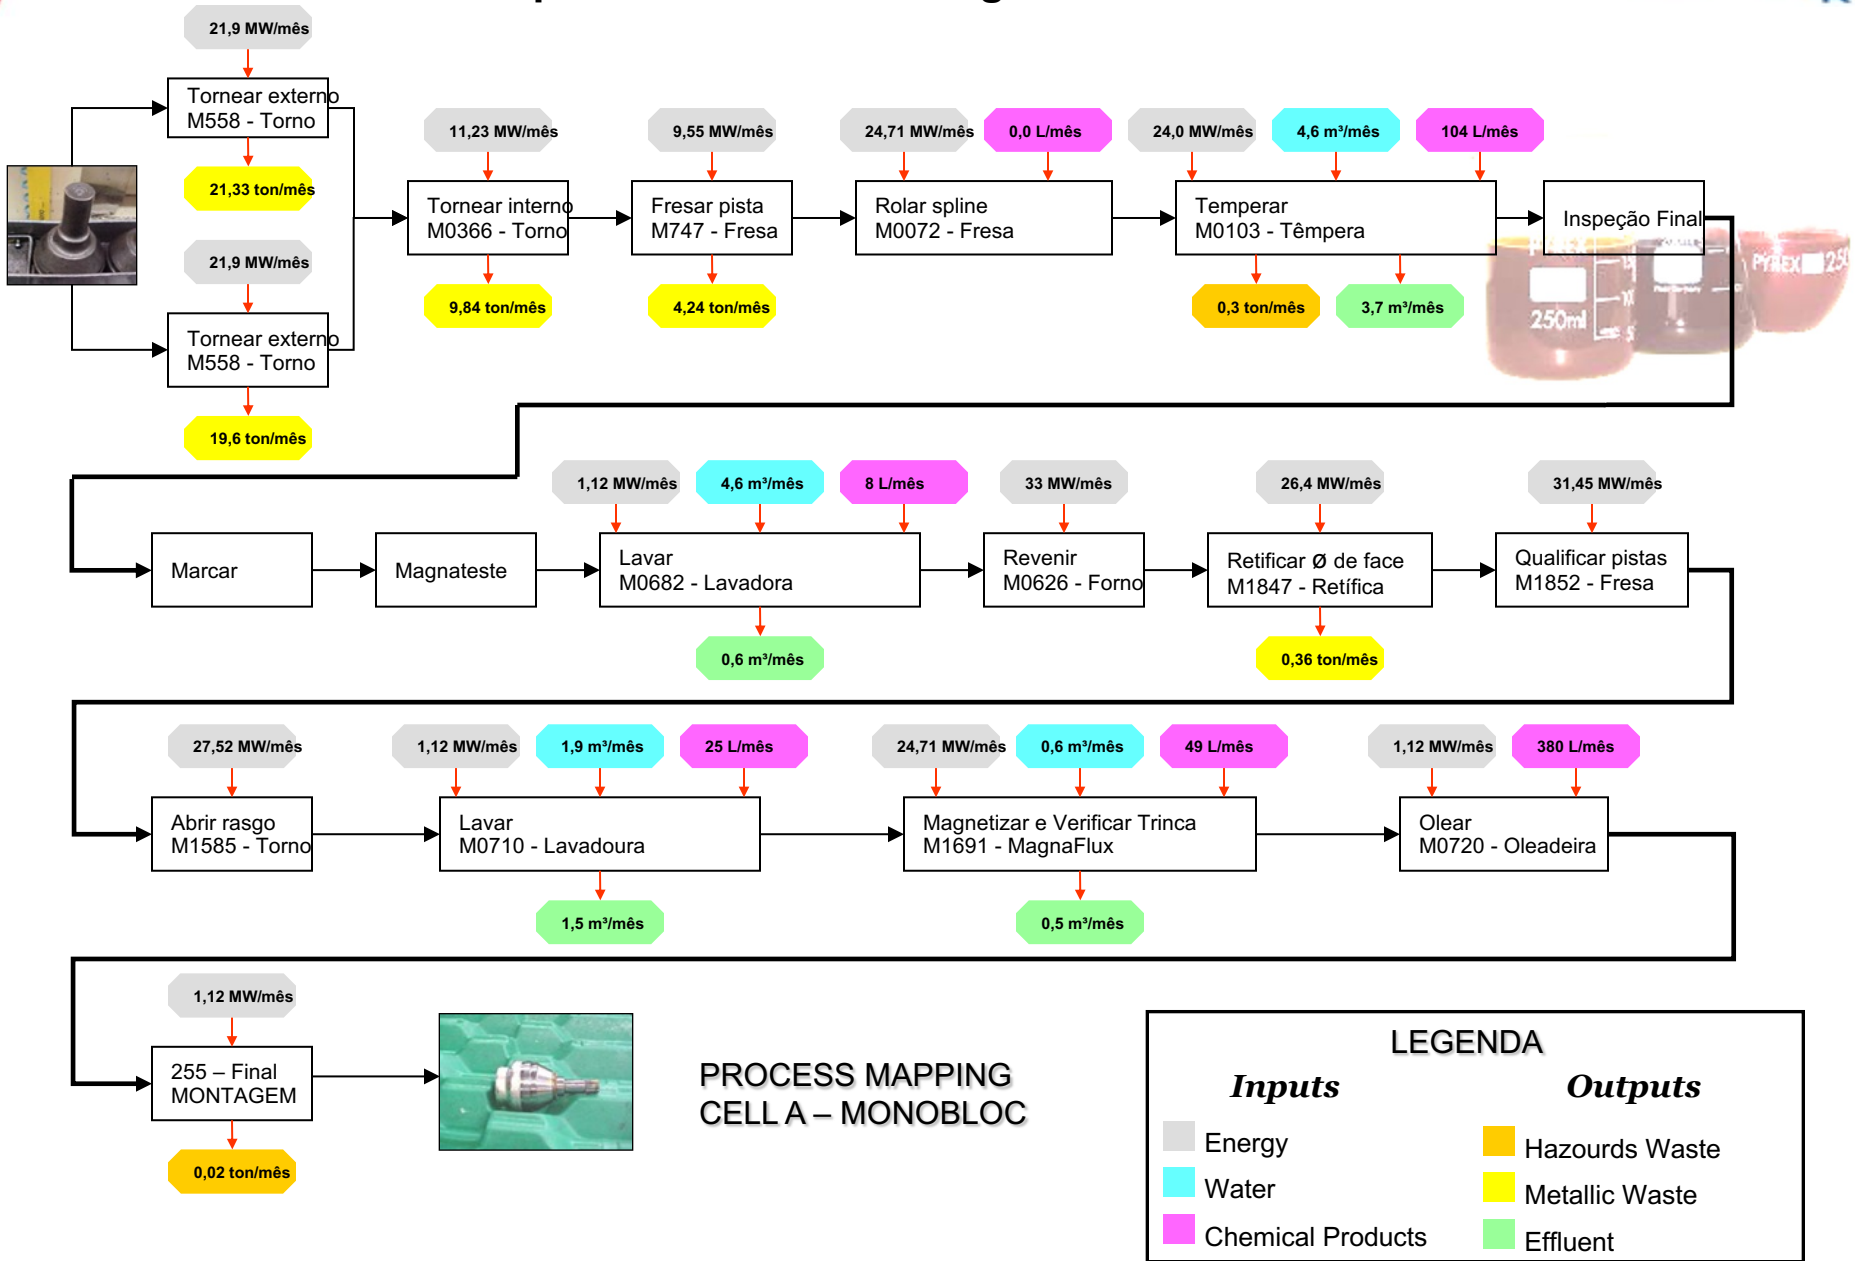 21,9 MW/mês
Tornear externo
M558 - Torno
21,33 ton/mês
21,9 MW/mês
Tornear externo
M558 - Torno
19,6 ton/mês
11,23 MW/mês
Tornear interno
M0366 - Torno
9,84 ton/mês
9,55 MW/mês
Fresar pista
M747 - Fresa
4,24 ton/mês
24,71 MW/mês
0,0 L/mês
Rolar spline
M0072 - Fresa
24,0 MW/mês
4,6 m³/mês
104 L/mês
Temperar
M0103 - Têmpera
0,3 ton/mês
3,7 m³/mês
Inspeção Final
PYREX
250ml
PYREX
Marcar
Magnateste
1,12 MW/mês
4,6 m³/mês
8 L/mês
Lavar
M0682 - Lavadora
0,6 m³/mês
33 MW/mês
Revenir
M0626 - Forno
26,4 MW/mês
Retificar Ø de face
M1847 - Retífica
0,36 ton/mês
31,45 MW/mês
Qualificar pistas
M1852 - Fresa
27,52 MW/mês
Abrir rasgo
M1585 - Torno
1,12 MW/mês
1,9 m³/mês
25 L/mês
Lavar
M0710 - Lavadoura
1,5 m³/mês
24,71 MW/mês
0,6 m³/mês
49 L/mês
Magnetizar e Verificar Trinca
M1691 - MagnaFlux
0,5 m³/mês
1,12 MW/mês
380 L/mês
Olear
M0720 - Oleadeira
1,12 MW/mês
255 – Final
MONTAGEM
0,02 ton/mês
PROCESS MAPPING
CELL A – MONOBLOC
LEGENDA
Inputs
Energy
Water
Chemical Products
Outputs
Hazourds Waste
Metallic Waste
Effluent